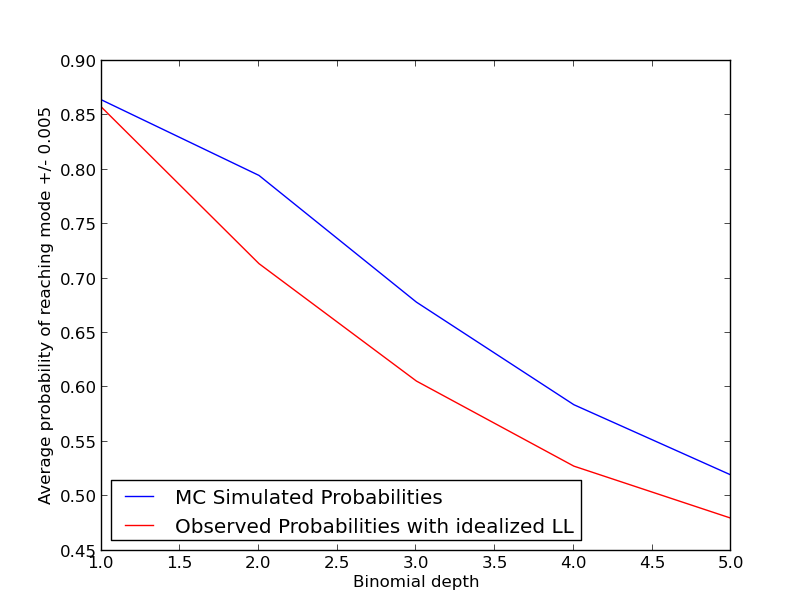 Average probability of reaching mode +/- 0.005
0.90
0.85
0.80
0.75
0.70
0.65
0.60
0.55
0.50
0.45
MC Simulated Probabilities
Observed Probabilities with idealized LL
1.0 1.5 2.0 2.5 3.0 3.5 4.0 4.5 5.0
Binomial depth